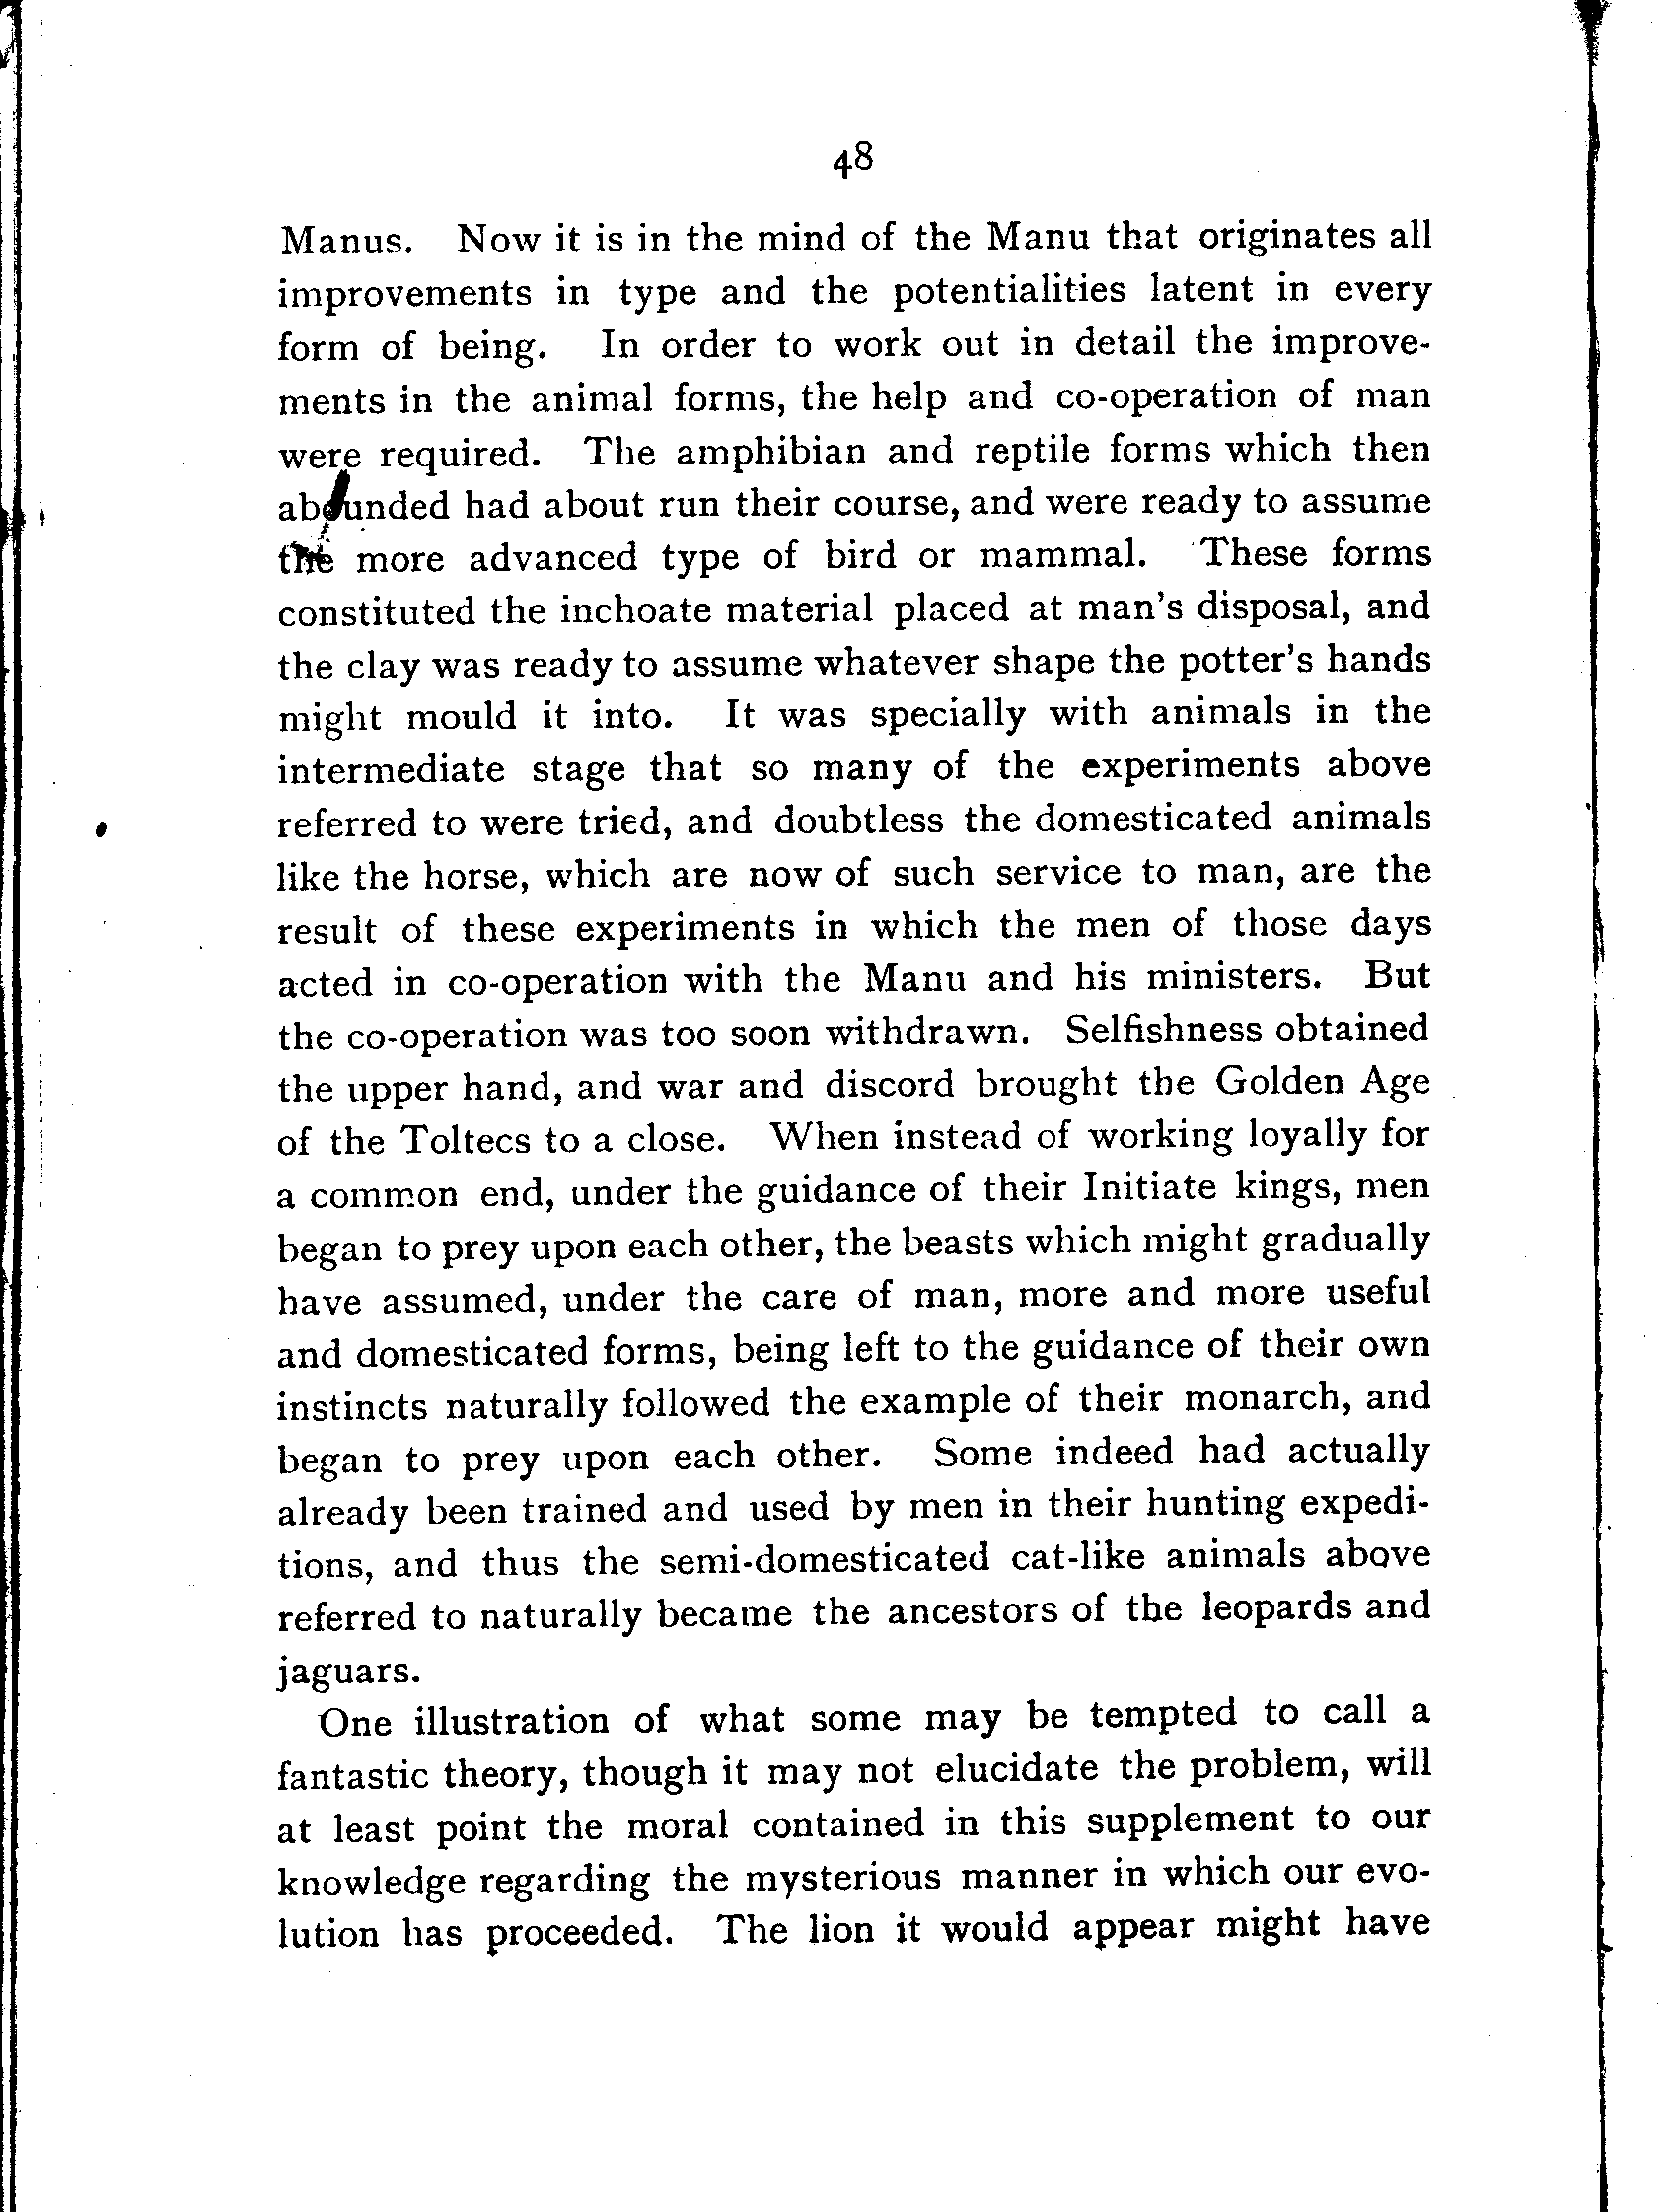 48
Manus. Now it is in the mind of the Manu that originates all
improvements in type and the potentialities latent in every
form of being. In order to work out in detail the improve-
ments in the animal forms, the help and co-operation of man
were required. The amphibian and reptile forms which then
abounded had about run their course, and were ready to assume
the more advanced type of bird or mammal. These forms
constituted the inchoate material placed at man's disposal, and
the clay was ready to assume whatever shape the potter's hands
might mould it into. It was specially with animals in the
intermediate stage that so many of the experiments above
referred to were tried, and doubtless the domesticated animals
like the horse, which are now of such service to man, are the
result of these experiments in which the men of those days
acted in co-operation with the Manu and his ministers. But
the co-operation was too soon withdrawn. Selfishness obtained
the upper hand, and war and discord brought the Golden Age
of the Toltecs to a close. When instead of working loyally for
a common end, under the guidance of their Initiate kings, men
began to prey upon each other, the beasts which might gradually
have assumed, under the care of man, more and more useful
and domesticated forms, being left to the guidance of their own
instincts naturally followed the example of their monarch, and
began to prey upon each other. Some indeed had actually
already been trained and used by men in their hunting expedi-
tions, and thus the semi-domesticated cat-like animals above
referred to naturally became the ancestors of the leopards and
jaguars.
One illustration of what some may be tempted to call a
fantastic theory, though it may not elucidate the problem, will
at least point the moral contained in this supplement to our
knowledge regarding the mysterious manner in which our evo-
lution has proceeded. The lion it would appear might have